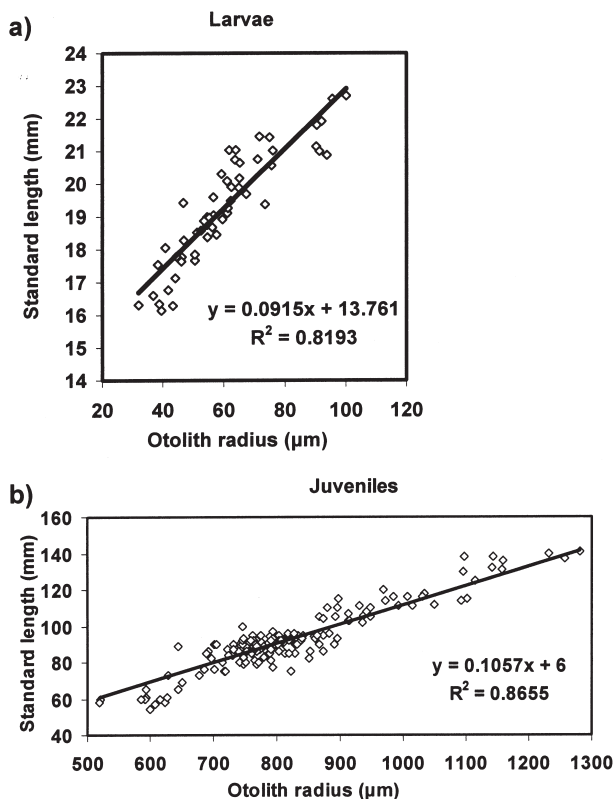 a)
Larvae
Standard length (mm)
24
23
22
21
20
19
18
17
16
15
14
y = 0.0915x + 13.761
R² = 0.8193
20 40 60 80 100 120
Otolith radius (µm)
b)
Juveniles
Standard length (mm)
160
140
120
100
80
60
40
y = 0.1057x + 6
R² = 0.8655
500 600 700 800 900 1000 1100 1200 1300
Otolith radius (µm)